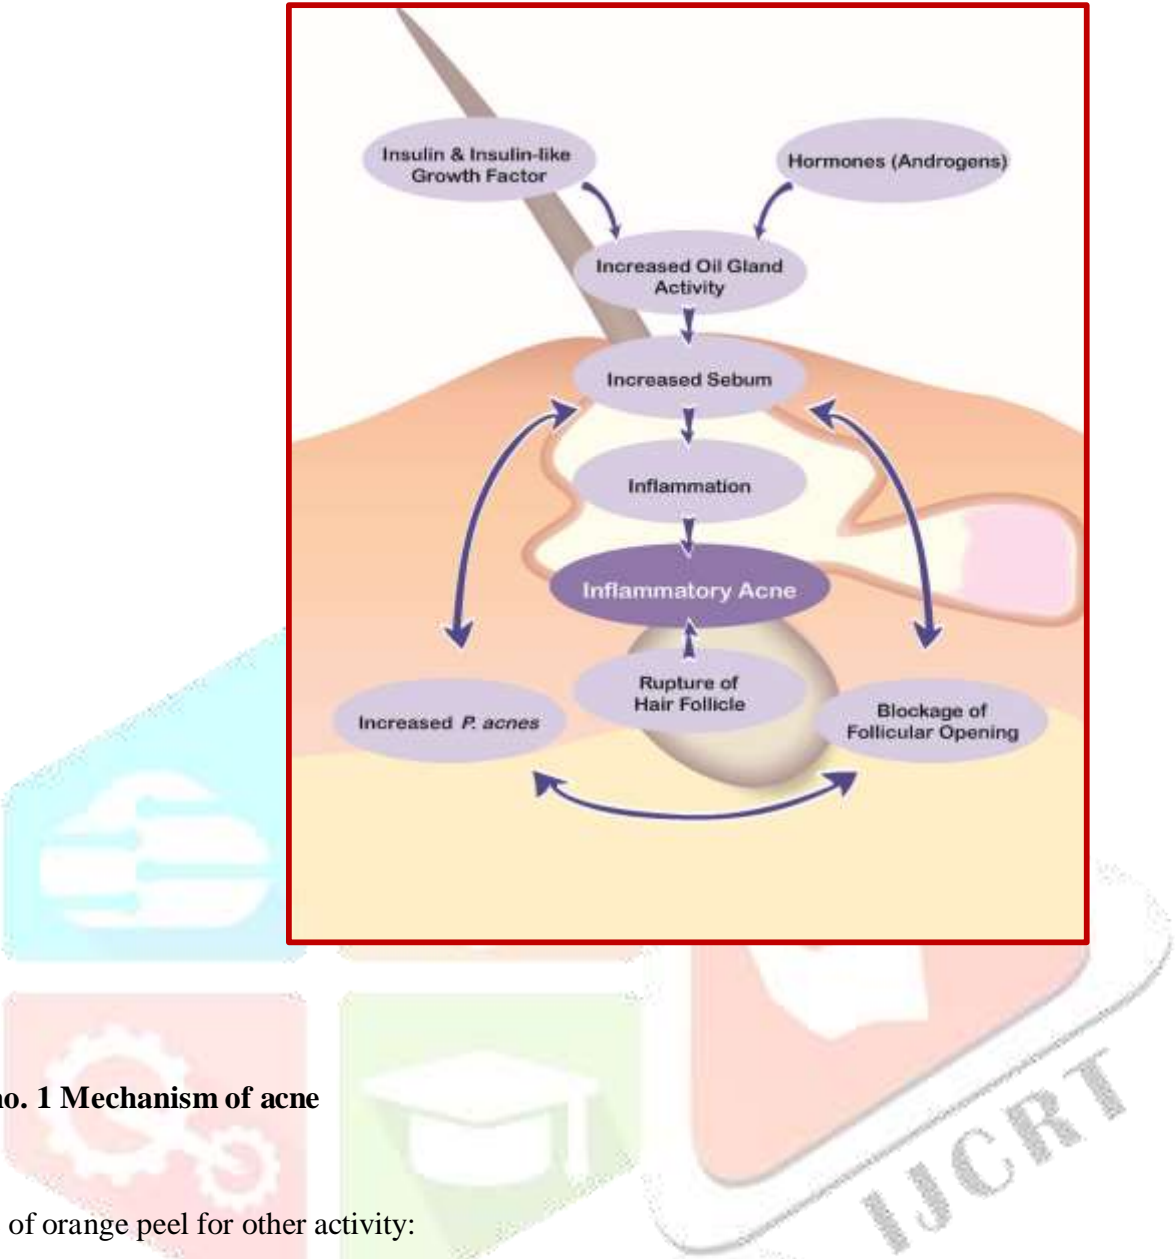 Insulin & Insulin-like
Growth Factor
Hormones (Androgens)
Increased Oil Gland
Activity
Increased Sebum
Inflammation
Inflammatory Acne
Rupture of
Hair Follicle
Increased P. acnes
Blockage of
Follicular Opening
no. 1 Mechanism of acne
of orange peel for other activity:
IJCRT